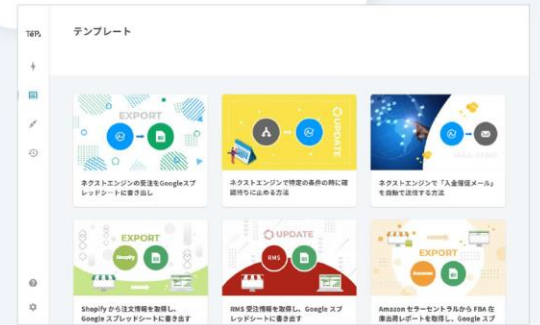 TēPs
テンプレート
EXPORT
UPDATE
ネクストエンジンの受注をGoogleスプ
レッドシートに書き出し
ネクストエンジンで特定の条件の時に確
認待ちに止める方法
ネクストエンジンで「入金催促メール」
を自動で送信する方法
EXPORT
Shopify
UPDATE
RMS
EXPORT
Shopify から注文情報を取得し、
Google スプレッドシートに書き出す
RMS 受注情報を取得し、Google スプ
レッドシートに書き出す
Amazon セラーセントラルから FBA 在
庫出荷レポートを取得し、Google スプ